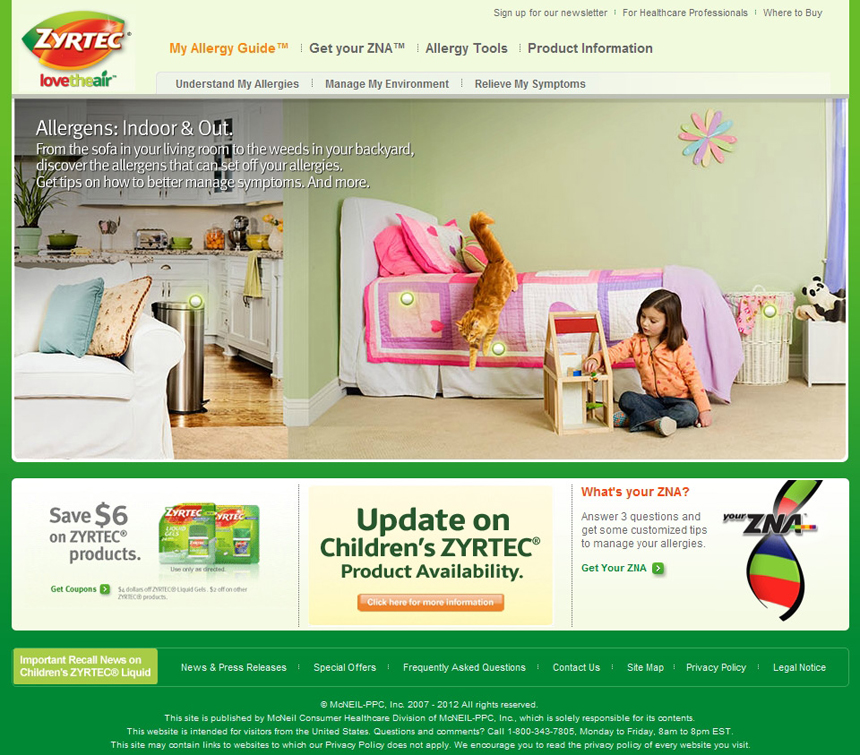 Sign up for our newsletter
For Healthcare Professionals
Where to Buy
ZYRTEC®
lovetheair™
My Allergy Guide™
Get your ZNA™
Allergy Tools
Product Information
Understand My Allergies
Manage My Environment
Relieve My Symptoms
Allergens: Indoor & Out.
From the sofa in your living room to the weeds in your backyard,
discover the allergens that can set off your allergies.
Get tips on how to better manage symptoms. And more.
Save $6
on ZYRTEC®
products.
ZYRTEC
LIQUID
GELS
ZYRTEC
Use only as directed.
Get Coupons
$4 dollars off ZYRTEC® Liquid Gels. $2 off on other
ZYRTEC® products.
Update on
Children's ZYRTEC®
Product Availability.
Click here for more information
What's your ZNA?
Answer 3 questions and
get some customized tips
to manage your allergies.
Get Your ZNA
your ZNA
Important Recall News on
Children's ZYRTEC® Liquid
News & Press Releases
Special Offers
Frequently Asked Questions
Contact Us
Site Map
Privacy Policy
Legal Notice
© McNEIL-PPC, Inc. 2007 - 2012 All rights reserved.
This site is published by McNeil Consumer Healthcare Division of McNEIL-PPC, Inc., which is solely responsible for its contents.
This website is intended for visitors from the United States. Questions and comments? Call 1-800-343-7805, Monday to Friday, 8am to 8pm EST.
This site may contain links to websites to which our Privacy Policy does not apply. We encourage you to read the privacy policy of every website you visit.